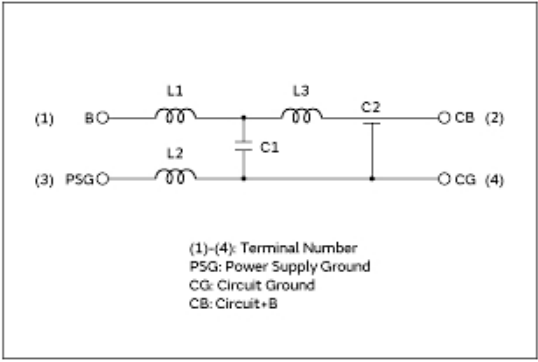 L1
L3
C2
(1) B
CB (2)
C1
L2
(3) PSG
CG (4)
(1)-(4): Terminal Number
PSG: Power Supply Ground
CG: Circuit Ground
CB: Circuit+B